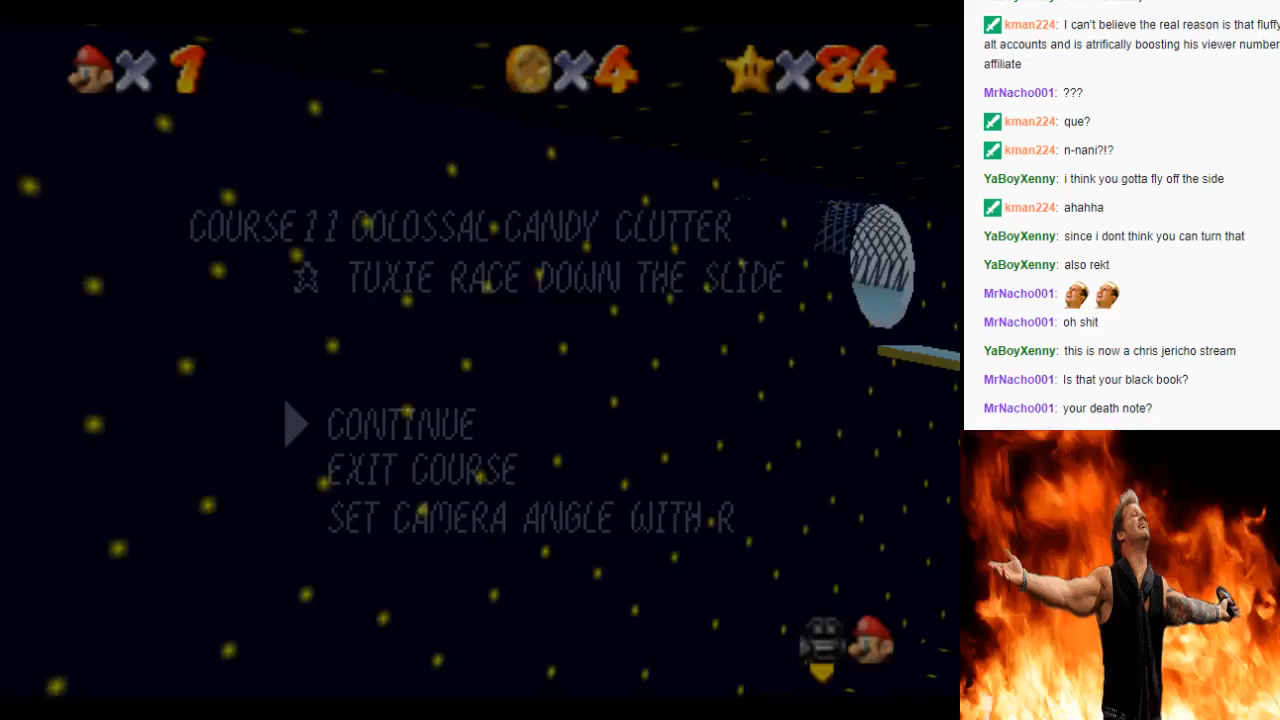 ×1
×4
×84
COURSE 11 COLOSSAL CANDY CLUTTER
TUXIE RACE DOWN THE SLIDE
CONTINUE
EXIT COURSE
SET CAMERA ANGLE WITH R
kman224: I can't believe the real reason is that fluffy
alt accounts and is atrifically boosting his viewer number
affiliate
MrNacho001: ???
kman224: que?
kman224: n-nani?!?
YaBoyXenny: i think you gotta fly off the side
kman224: ahahha
YaBoyXenny: since i dont think you can turn that
YaBoyXenny: also rekt
MrNacho001:
MrNacho001: oh shit
YaBoyXenny: this is now a chris jericho stream
MrNacho001: Is that your black book?
MrNacho001: your death note?